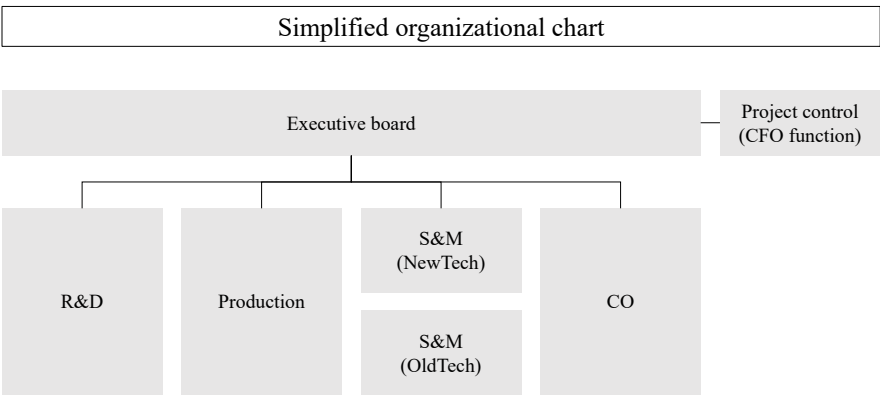 Simplified organizational chart
Executive board
Project control
(CFO function)
R&D
Production
S&M
(NewTech)
CO
S&M
(OldTech)